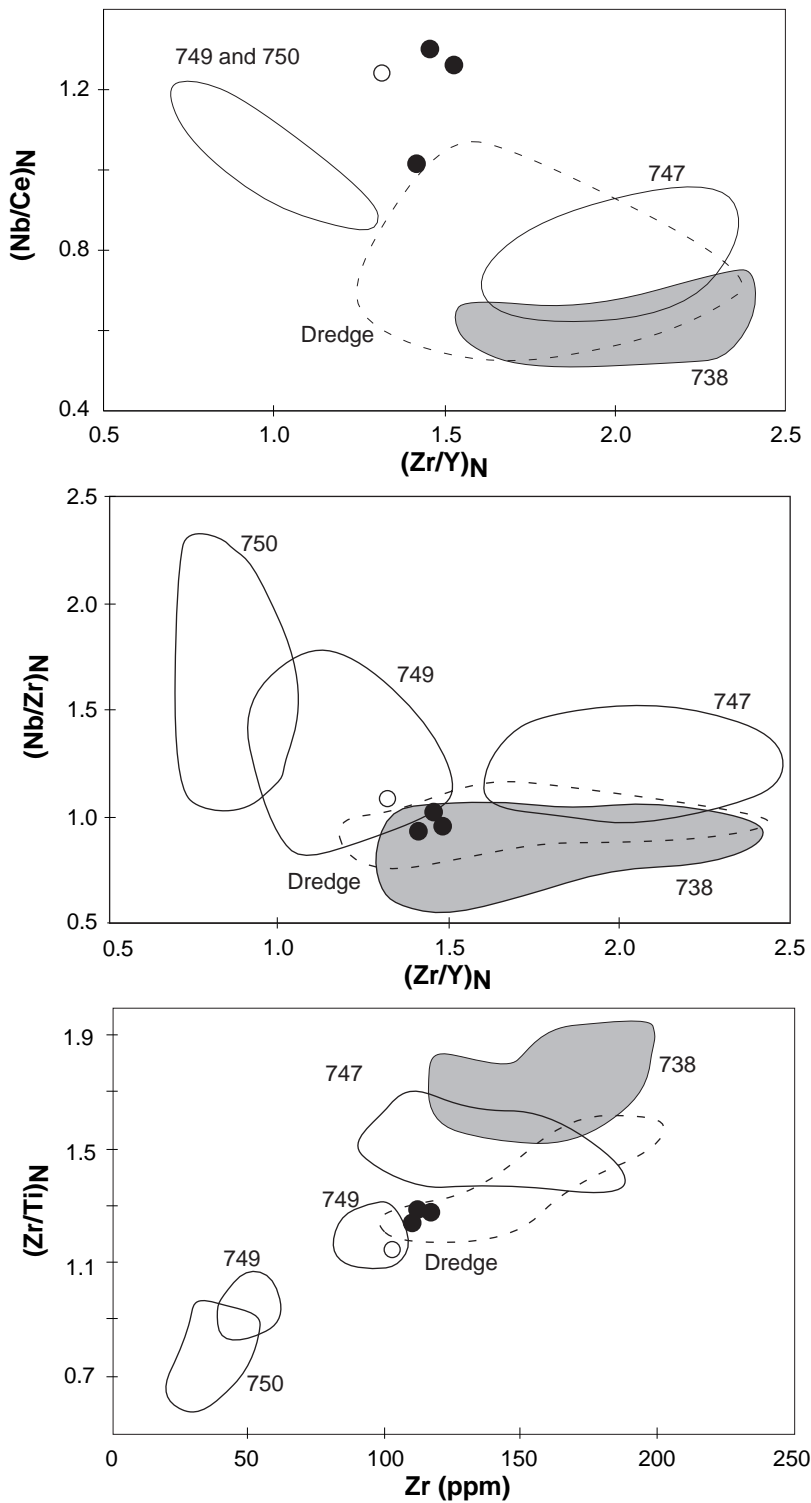 749 and 750
1.2
747
(Nb/Ce)N
0.8
Dredge
738
0.4
0.5 1.0 1.5 2.0 2.5
(Zr/Y)N
2.5
750
2.0
749
(Nb/Zr)N
1.5
747
1.0
Dredge
738
0.5
0.5 1.0 1.5 2.0 2.5
(Zr/Y)N
1.9
747
738
1.5
(Zr/Ti)N
749
1.1
749
Dredge
0.7
750
0 50 100 150 200 250
Zr (ppm)